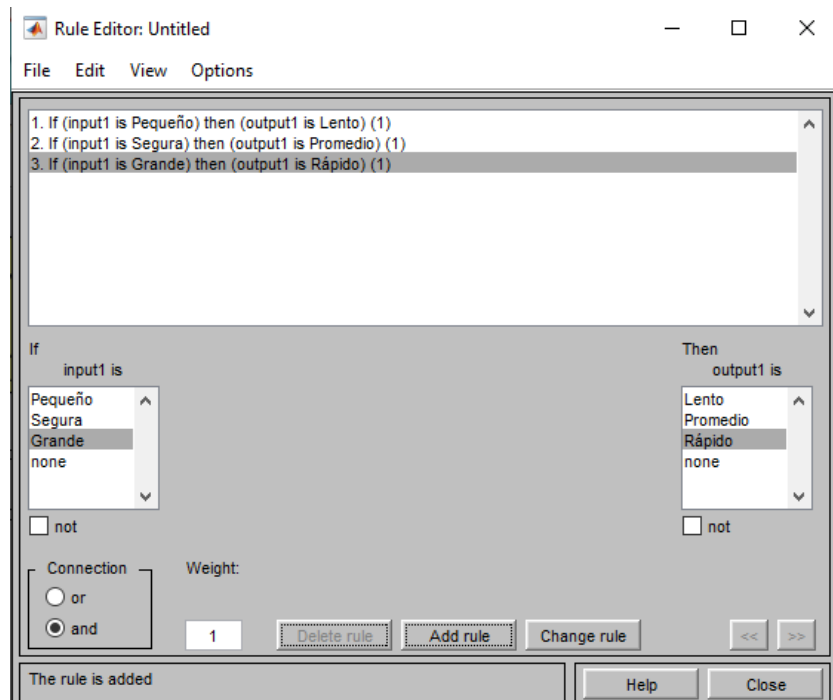 Rule Editor: Untitled
File Edit View Options
1. If (input1 is Pequeño) then (output1 is Lento) (1)
2. If (input1 is Segura) then (output1 is Promedio) (1)
3. If (input1 is Grande) then (output1 is Rápido) (1)
If
input1 is
Pequeño
Segura
Grande
none
not
Then
output1 is
Lento
Promedio
Rápido
none
not
Connection
or
and
Weight:
1
Delete rule
Add rule
Change rule
<<
>>
The rule is added
Help
Close